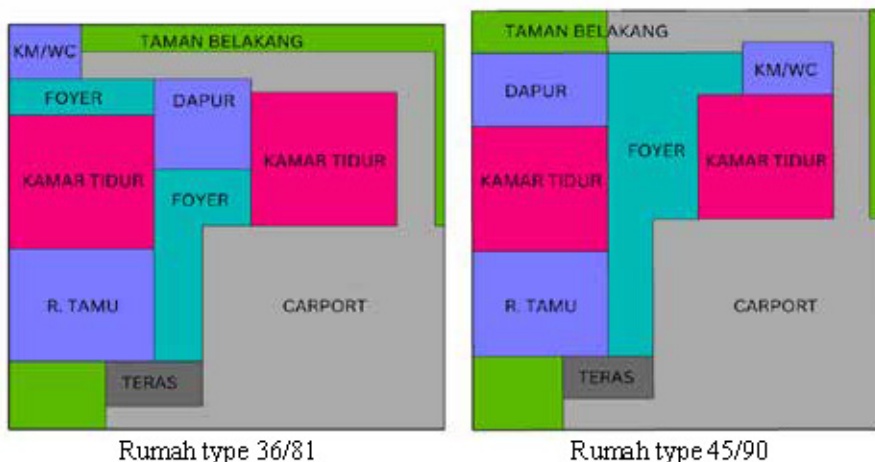 TAMAN BELAKANG
KM/WC
FOYER
DAPUR
KAMAR TIDUR
KAMAR TIDUR
FOYER
R. TAMU
CARPORT
TERAS
Rumah type 36/81
TAMAN BELAKANG
KM/WC
DAPUR
FOYER
KAMAR TIDUR
KAMAR TIDUR
R. TAMU
CARPORT
TERAS
Rumah type 45/90